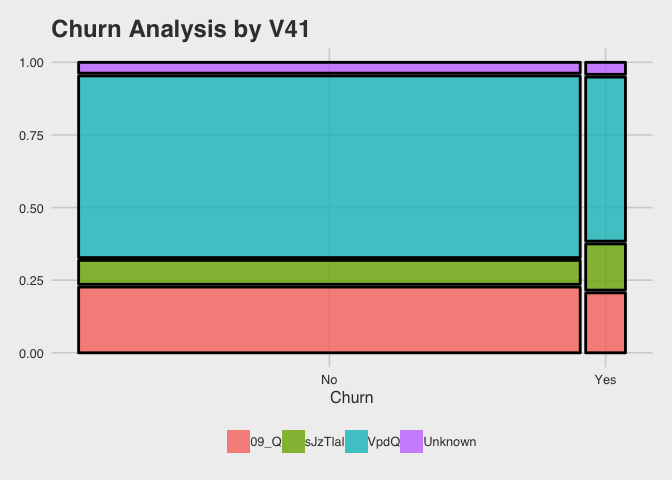 Churn Analysis by V41
1.00
0.75
0.50
0.25
0.00
No Yes
Churn
09_Q sJzTlal VpdQ Unknown